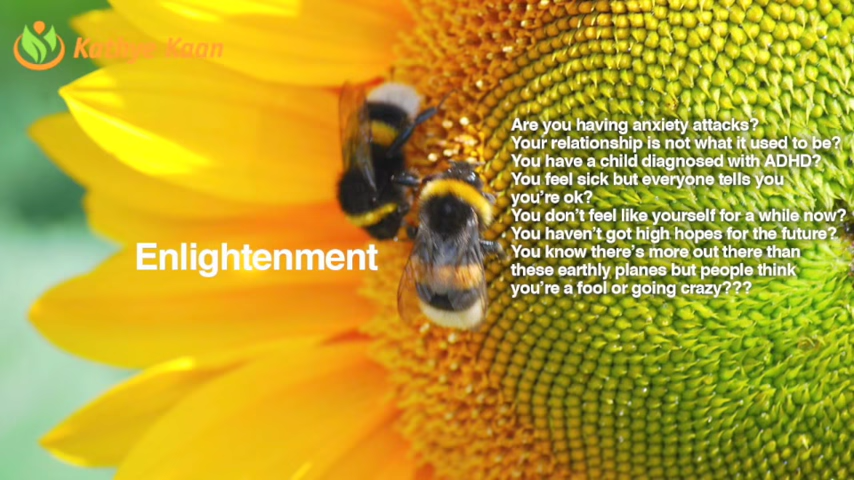 Kathye Kaan
Are you having anxiety attacks?
Your relationship is not what it used to be?
You have a child diagnosed with ADHD?
You feel sick but everyone tells you
you're ok?
You don't feel like yourself for a while now?
You haven't got high hopes for the future?
You know there's more out there than
these earthly planes but people think
you're a fool or going crazy???
Enlightenment